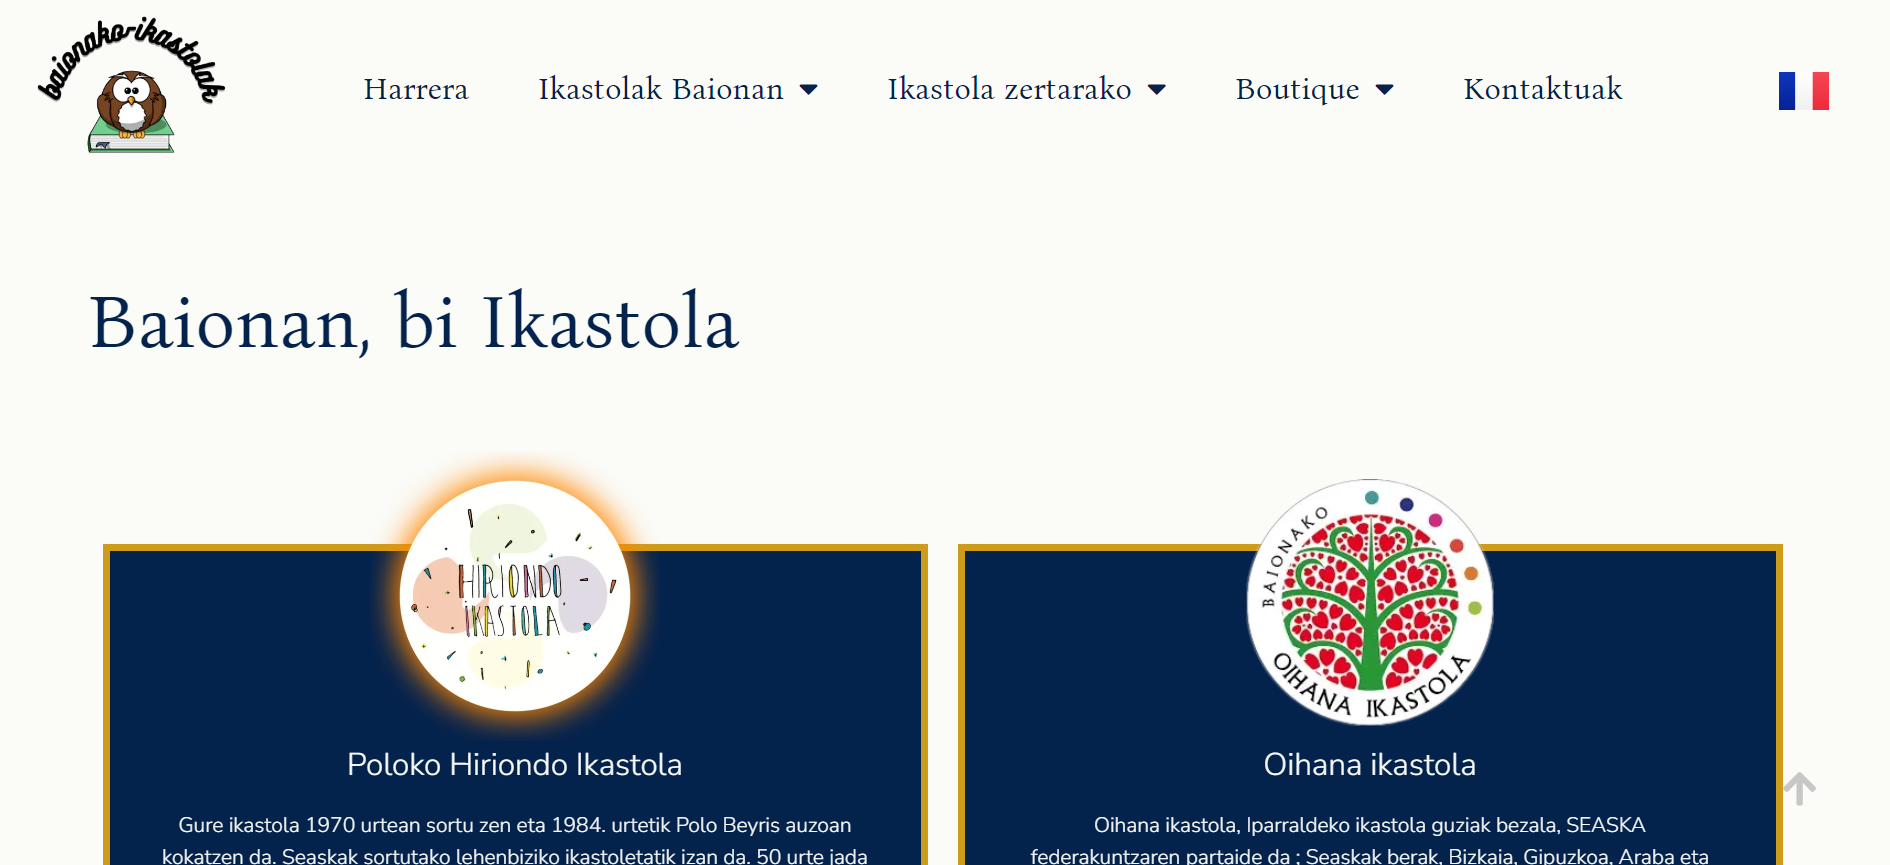 baionako-ikastolak
Harrera
Ikastolak Baionan
Ikastola zertarako
Boutique
Kontaktuak
Baionan, bi Ikastola
HIRIONDO
IKASTOLA
Poloko Hiriondo Ikastola
Gure ikastola 1970 urtean sortu zen eta 1984. urtetik Polo Beyris auzoan
kokatzen da. Seaskak sortutako lehenbiziko ikastoletatik izan da. 50 urte jada
BAIONAKO
OIHANA IKASTOLA
Oihana ikastola
Oihana ikastola, Iparraldeko ikastola guziak bezala, SEASKA
federakuntzaren partaide da ; Seaskak berak, Bizkaia, Gipuzkoa, Araba eta